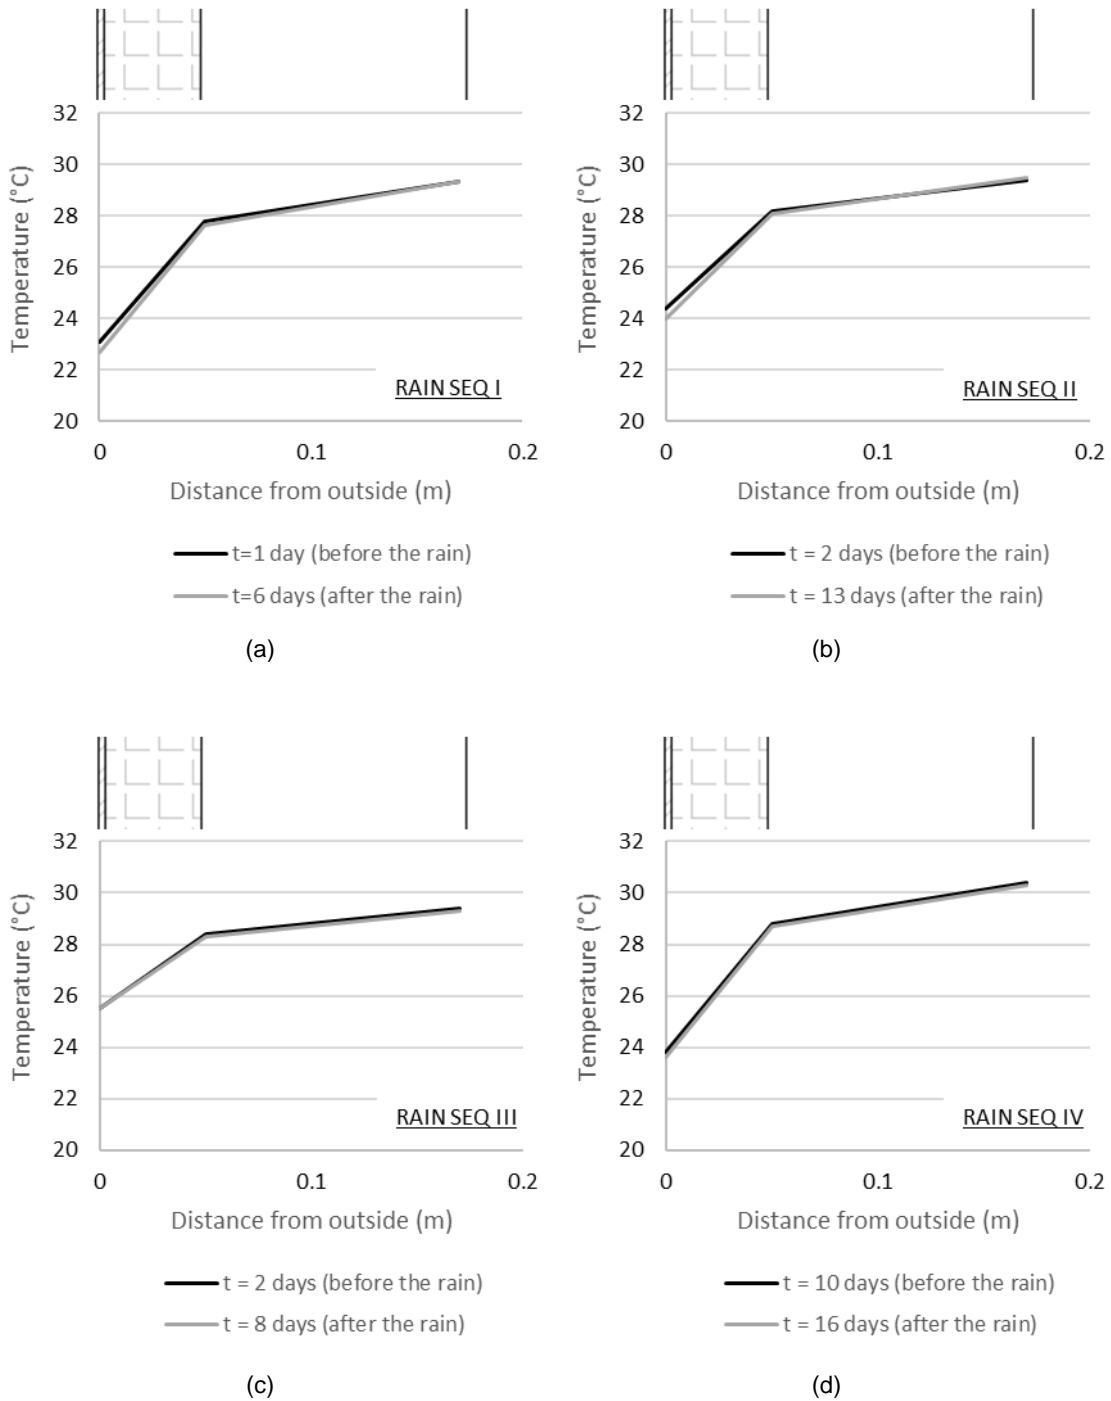 32
30
28
26
24
22
20
Temperature (°C)
RAIN SEQ I
0 0.1 0.2
Distance from outside (m)
t=1 day (before the rain)
t=6 days (after the rain)
(a)
32
30
28
26
24
22
20
Temperature (°C)
RAIN SEQ II
0 0.1 0.2
Distance from outside (m)
t = 2 days (before the rain)
t = 13 days (after the rain)
(b)
32
30
28
26
24
22
20
Temperature (°C)
RAIN SEQ III
0 0.1 0.2
Distance from outside (m)
t = 2 days (before the rain)
t = 8 days (after the rain)
(c)
32
30
28
26
24
22
20
Temperature (°C)
RAIN SEQ IV
0 0.1 0.2
Distance from outside (m)
t = 10 days (before the rain)
t = 16 days (after the rain)
(d)